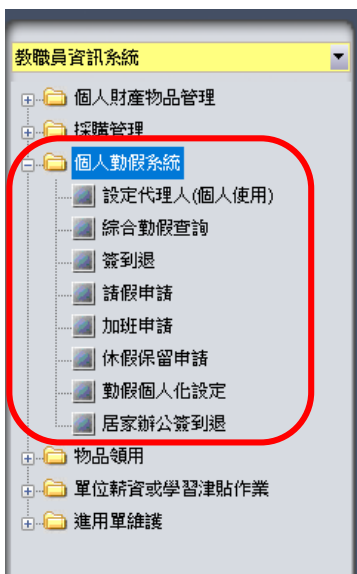 教職員資訊系統
個人財產物品管理
採購管理
個人勤假系統
設定代理人(個人使用)
綜合勤假查詢
簽到退
請假申請
加班申請
休假保留申請
勤假個人化設定
居家辦公簽到退
物品領用
單位薪資或學習津貼作業
進用單維護